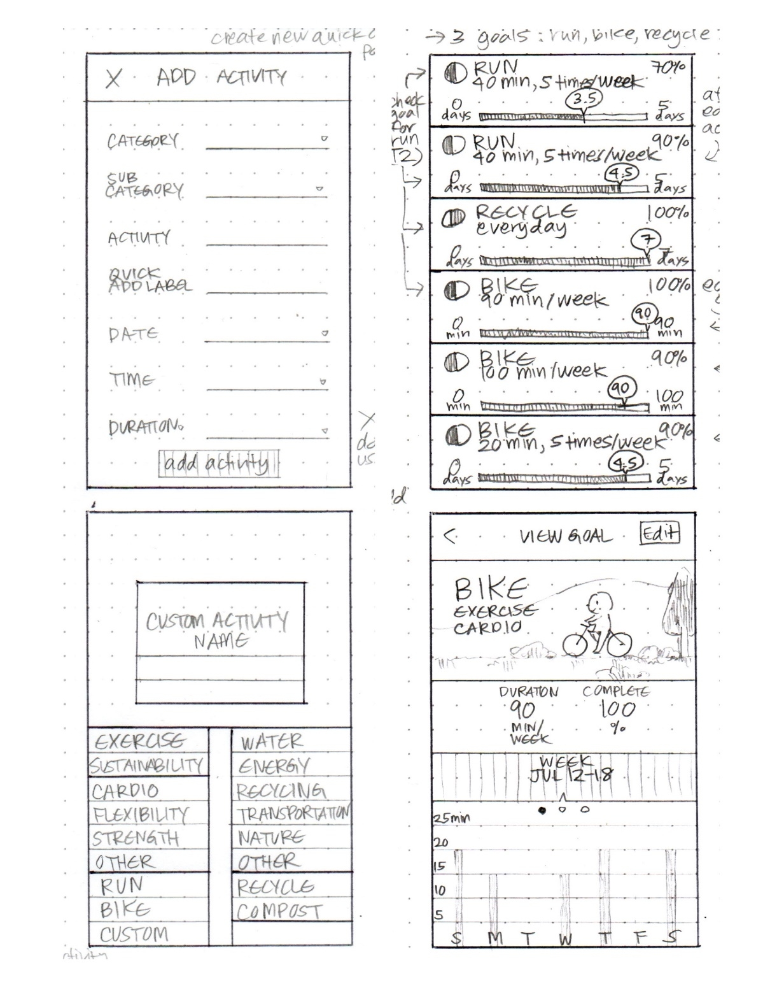 create new quick
X ADD ACTIVITY
CATEGORY
SUB
CATEGORY
ACTIVITY
QUICK
ADD LABEL
DATE
TIME
DURATION
add activity
→ 3 goals : run, bike, recycle
check
goal
for
run
(T2)
RUN 70%
40 min, 5 times/week
3.5
0 5
days days
RUN 90%
40 min, 5 times/week
4.5
0 5
days days
RECYCLE 100%
everyday
7
0 7
days days
BIKE 100%
90 min/week
90
0 90
min min
BIKE 90%
100 min/week
90
0 100
min min
BIKE 90%
20 min, 5 times/week
4.5
0 5
days days
X
us
CUSTOM ACTIVITY
NAME
EXERCISE
SUSTAINABILITY
CARDIO
FLEXIBILITY
STRENGTH
OTHER
RUN
BIKE
CUSTOM
WATER
ENERGY
RECYCLING
TRANSPORTATION
NATURE
OTHER
RECYCLE
COMPOST
< VIEW GOAL Edit
BIKE
EXERCISE
CARDIO
DURATION COMPLETE
90 100
MIN/ %
WEEK
WEEK
JUL 12-18
25min
20
15
10
5
S M T W T F S